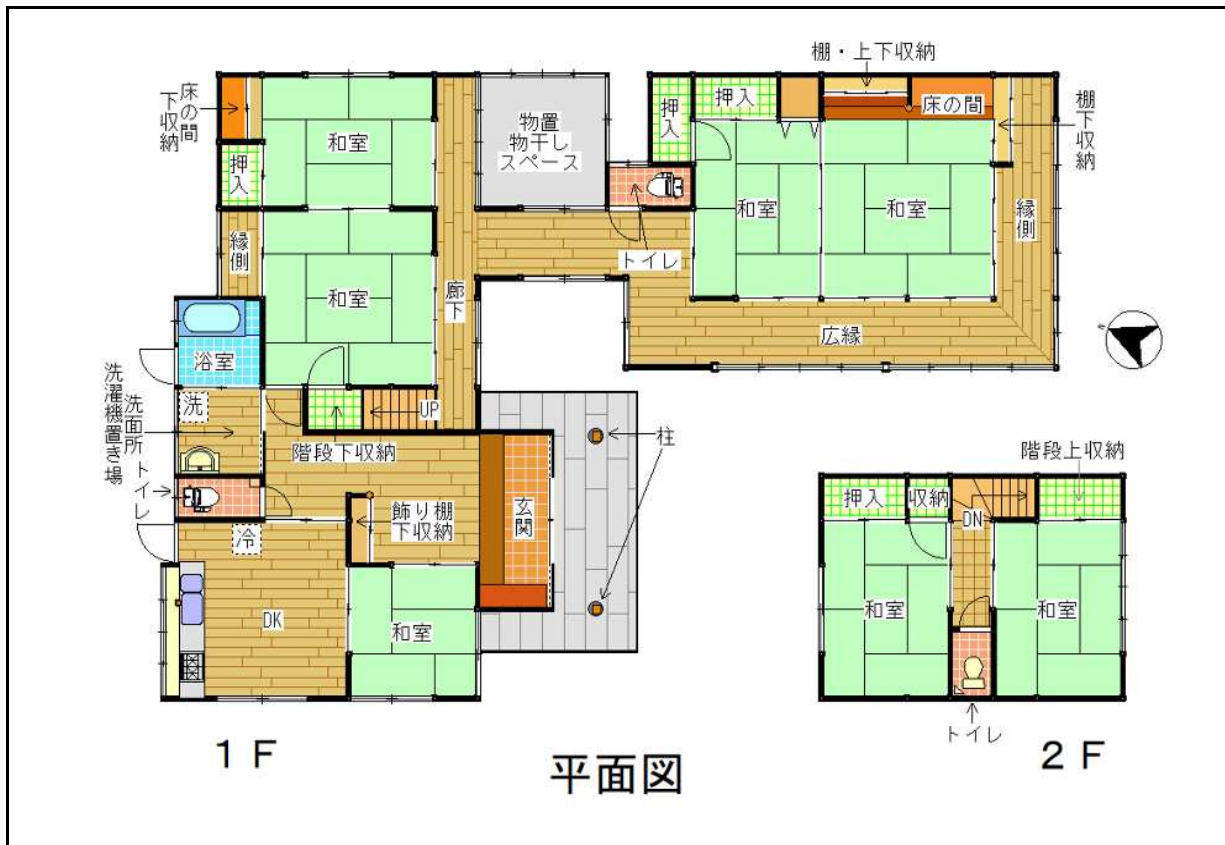 棚・上下収納
床の間
下収納
押入
和室
物置
物干し
スペース
押入
押入
床の間
棚下収納
縁側
和室
廊下
トイレ
和室
和室
縁側
広縁
N
浴室
洗濯機置き場
洗面所
洗
トイレ
階段下収納
UP
柱
飾り棚
下収納
玄関
冷
DK
和室
階段上収納
押入
収納
DN
和室
和室
トイレ
1F
平面図
2F